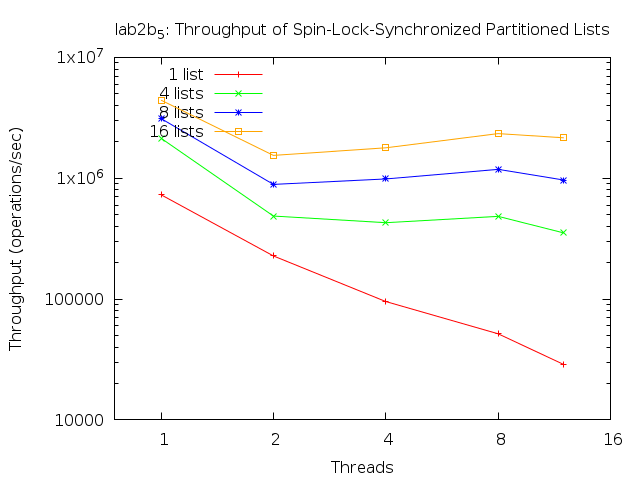 lab2b5: Throughput of Spin-Lock-Synchronized Partitioned Lists
1x10^7
1x10^6
100000
10000
Throughput (operations/sec)
1 list
4 lists
8 lists
16 lists
1 2 4 8 16
Threads